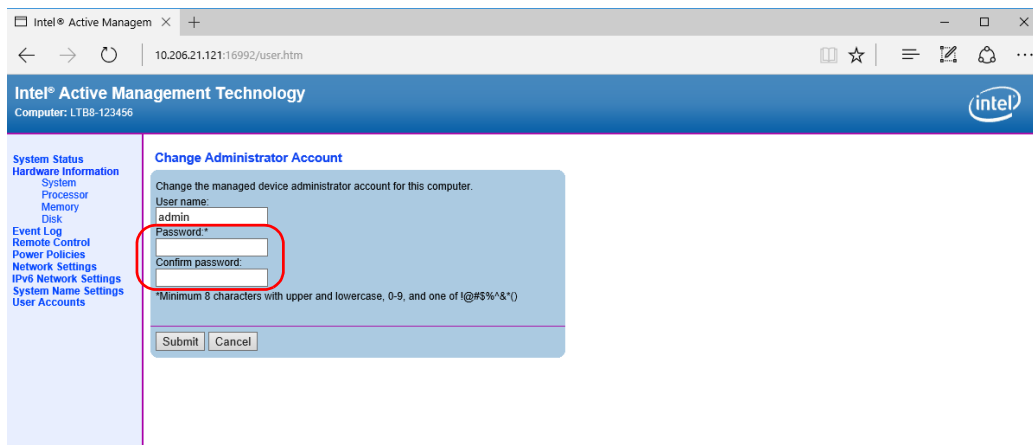 Intel® Active Managem
10.206.21.121:16992/user.htm
Intel® Active Management Technology
Computer: LTB8-123456
intel
System Status
Hardware Information
System
Processor
Memory
Disk
Event Log
Remote Control
Power Policies
Network Settings
IPv6 Network Settings
System Name Settings
User Accounts
Change Administrator Account
Change the managed device administrator account for this computer.
User name:
admin
Password:*
Confirm password:
*Minimum 8 characters with upper and lowercase, 0-9, and one of !@#$%^&*()
Submit
Cancel